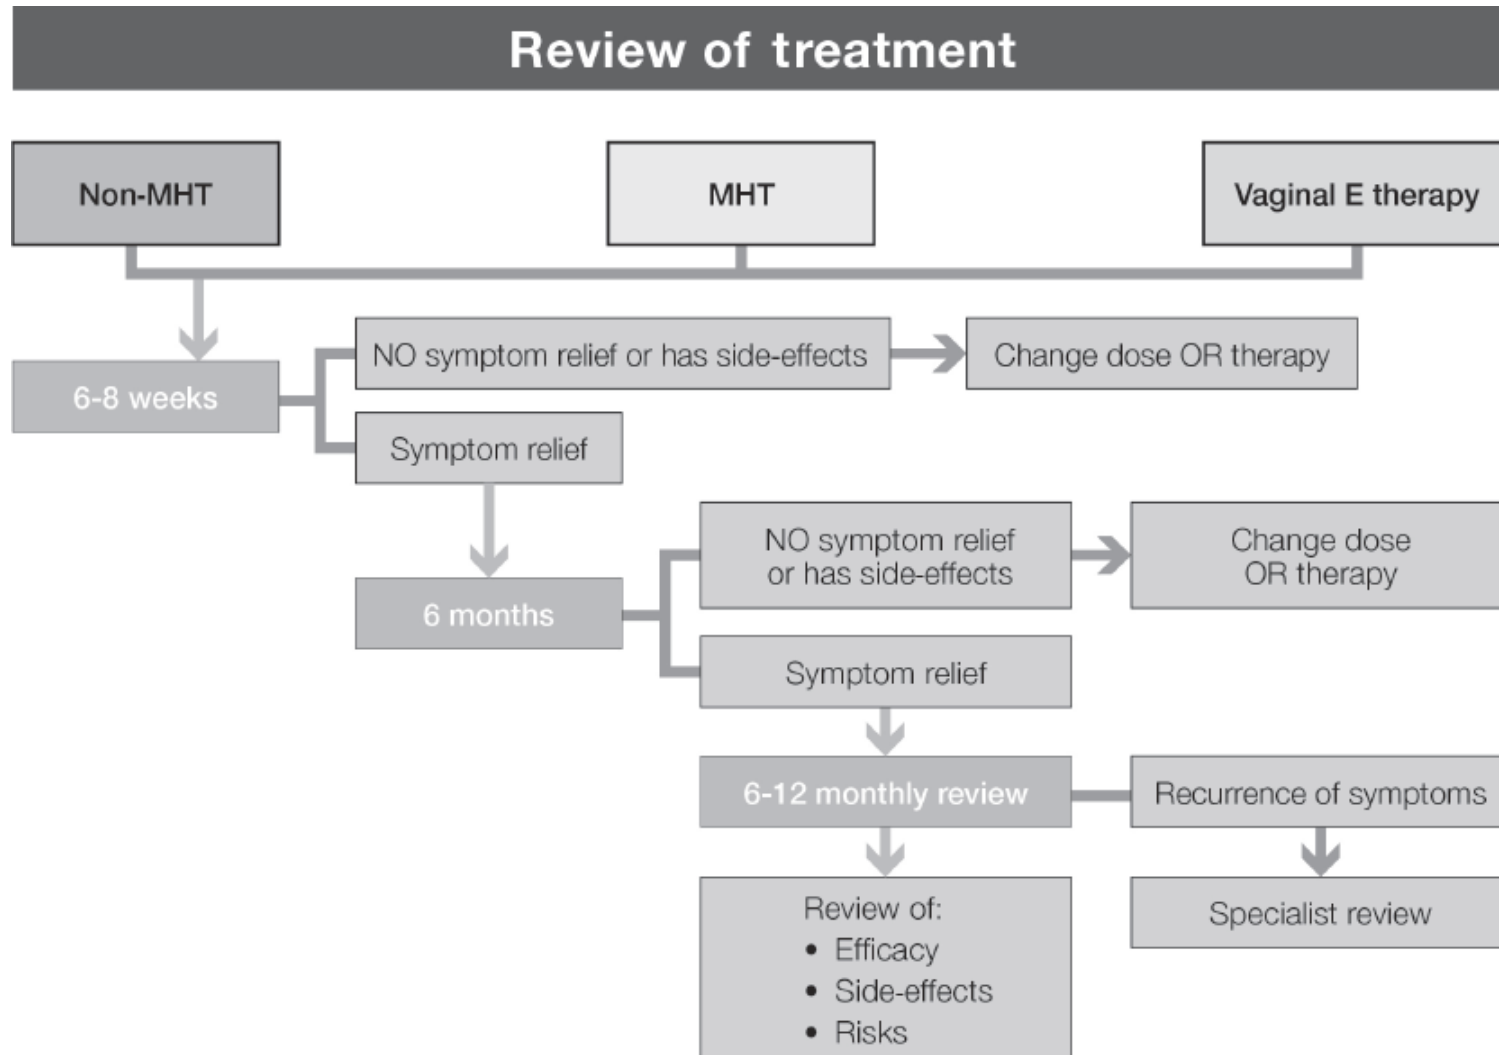 Review of treatment
Non-MHT
MHT
Vaginal E therapy
6-8 weeks
NO symptom relief or has side-effects
Change dose OR therapy
Symptom relief
6 months
NO symptom relief
or has side-effects
Change dose
OR therapy
Symptom relief
6-12 monthly review
Recurrence of symptoms
Specialist review
Review of:
• Efficacy
• Side-effects
• Risks